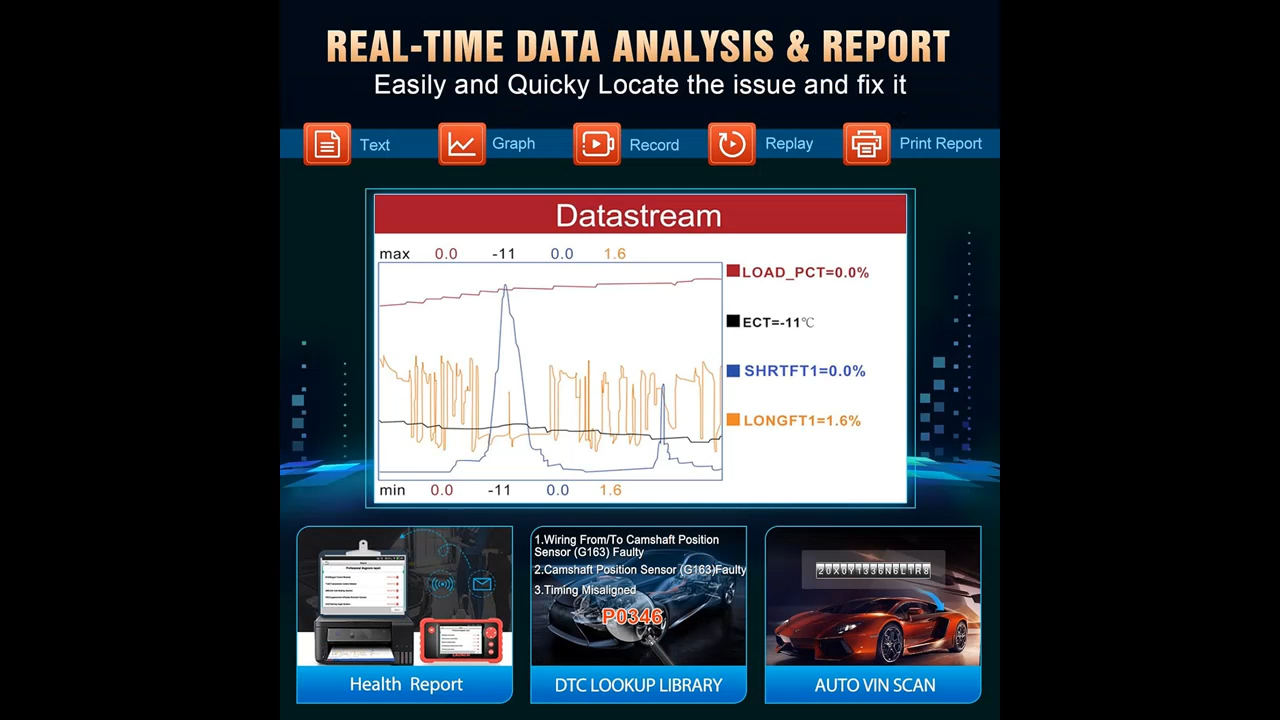 REAL-TIME DATA ANALYSIS & REPORT
Easily and Quicky Locate the issue and fix it
Text
Graph
Record
Replay
Print Report
Datastream
max 0.0 -11 0.0 1.6
LOAD_PCT=0.0%
ECT=-11℃
SHRTFT1=0.0%
LONGFT1=1.6%
min 0.0 -11 0.0 1.6
1.Wiring From/To Camshaft Position
Sensor (G163) Faulty
2.Camshaft Position Sensor (G163)Faulty
3.Timing Misaligned
P0346
Health Report
DTC LOOKUP LIBRARY
AUTO VIN SCAN